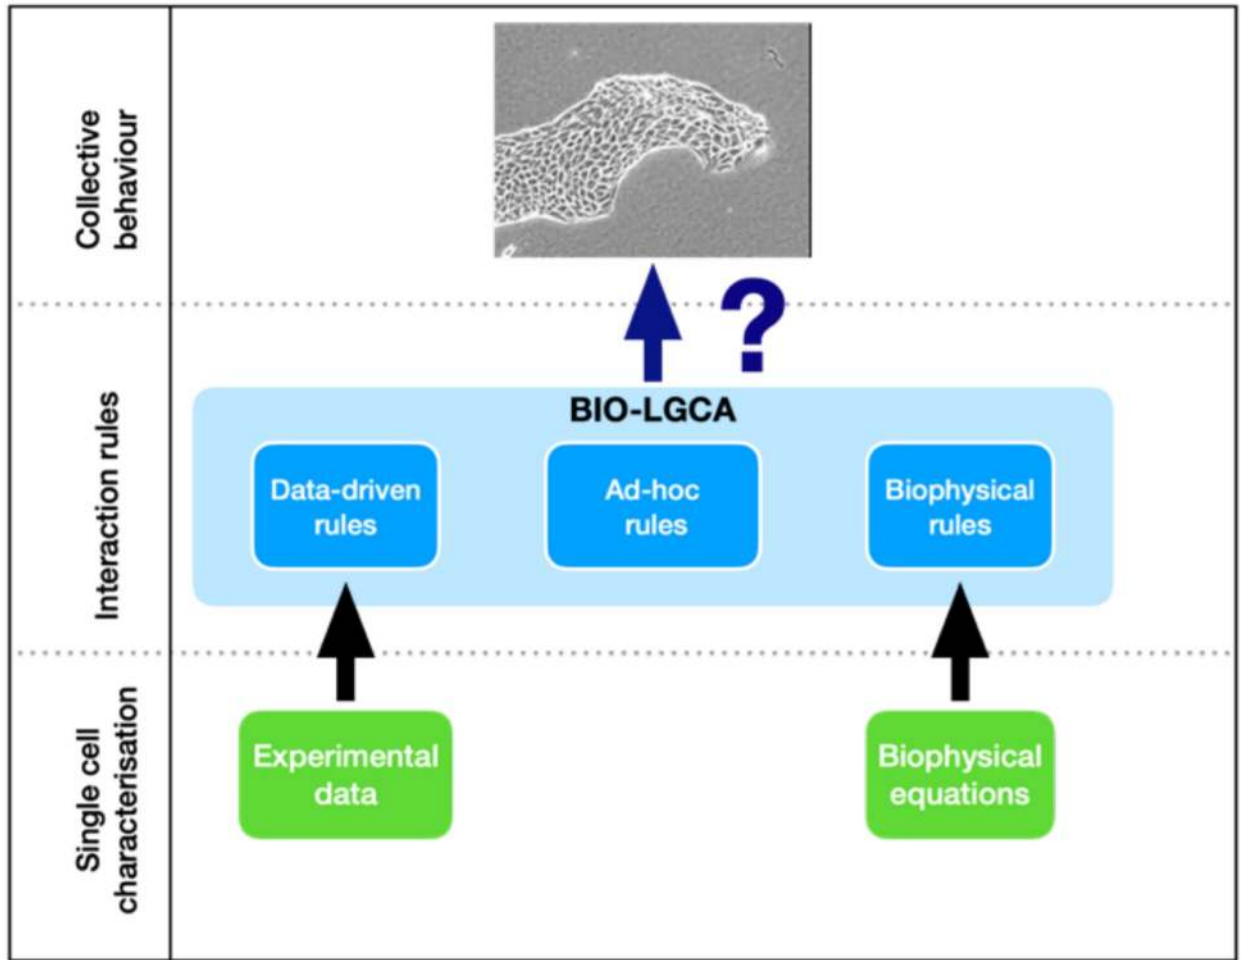 Collective
behaviour
?
Interaction rules
BIO-LGCA
Data-driven
rules
Ad-hoc
rules
Biophysical
rules
Single cell
characterisation
Experimental
data
Biophysical
equations